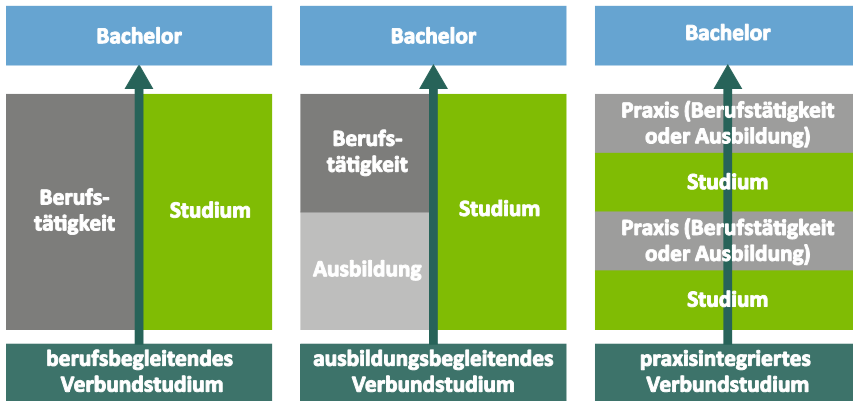 Bachelor
Berufs-
tätigkeit
Studium
berufsbegleitendes
Verbundstudium
Bachelor
Berufs-
tätigkeit
Ausbildung
Studium
ausbildungsbegleitendes
Verbundstudium
Bachelor
Praxis (Berufstätigkeit
oder Ausbildung)
Studium
Praxis (Berufstätigkeit
oder Ausbildung)
Studium
praxisintegriertes
Verbundstudium